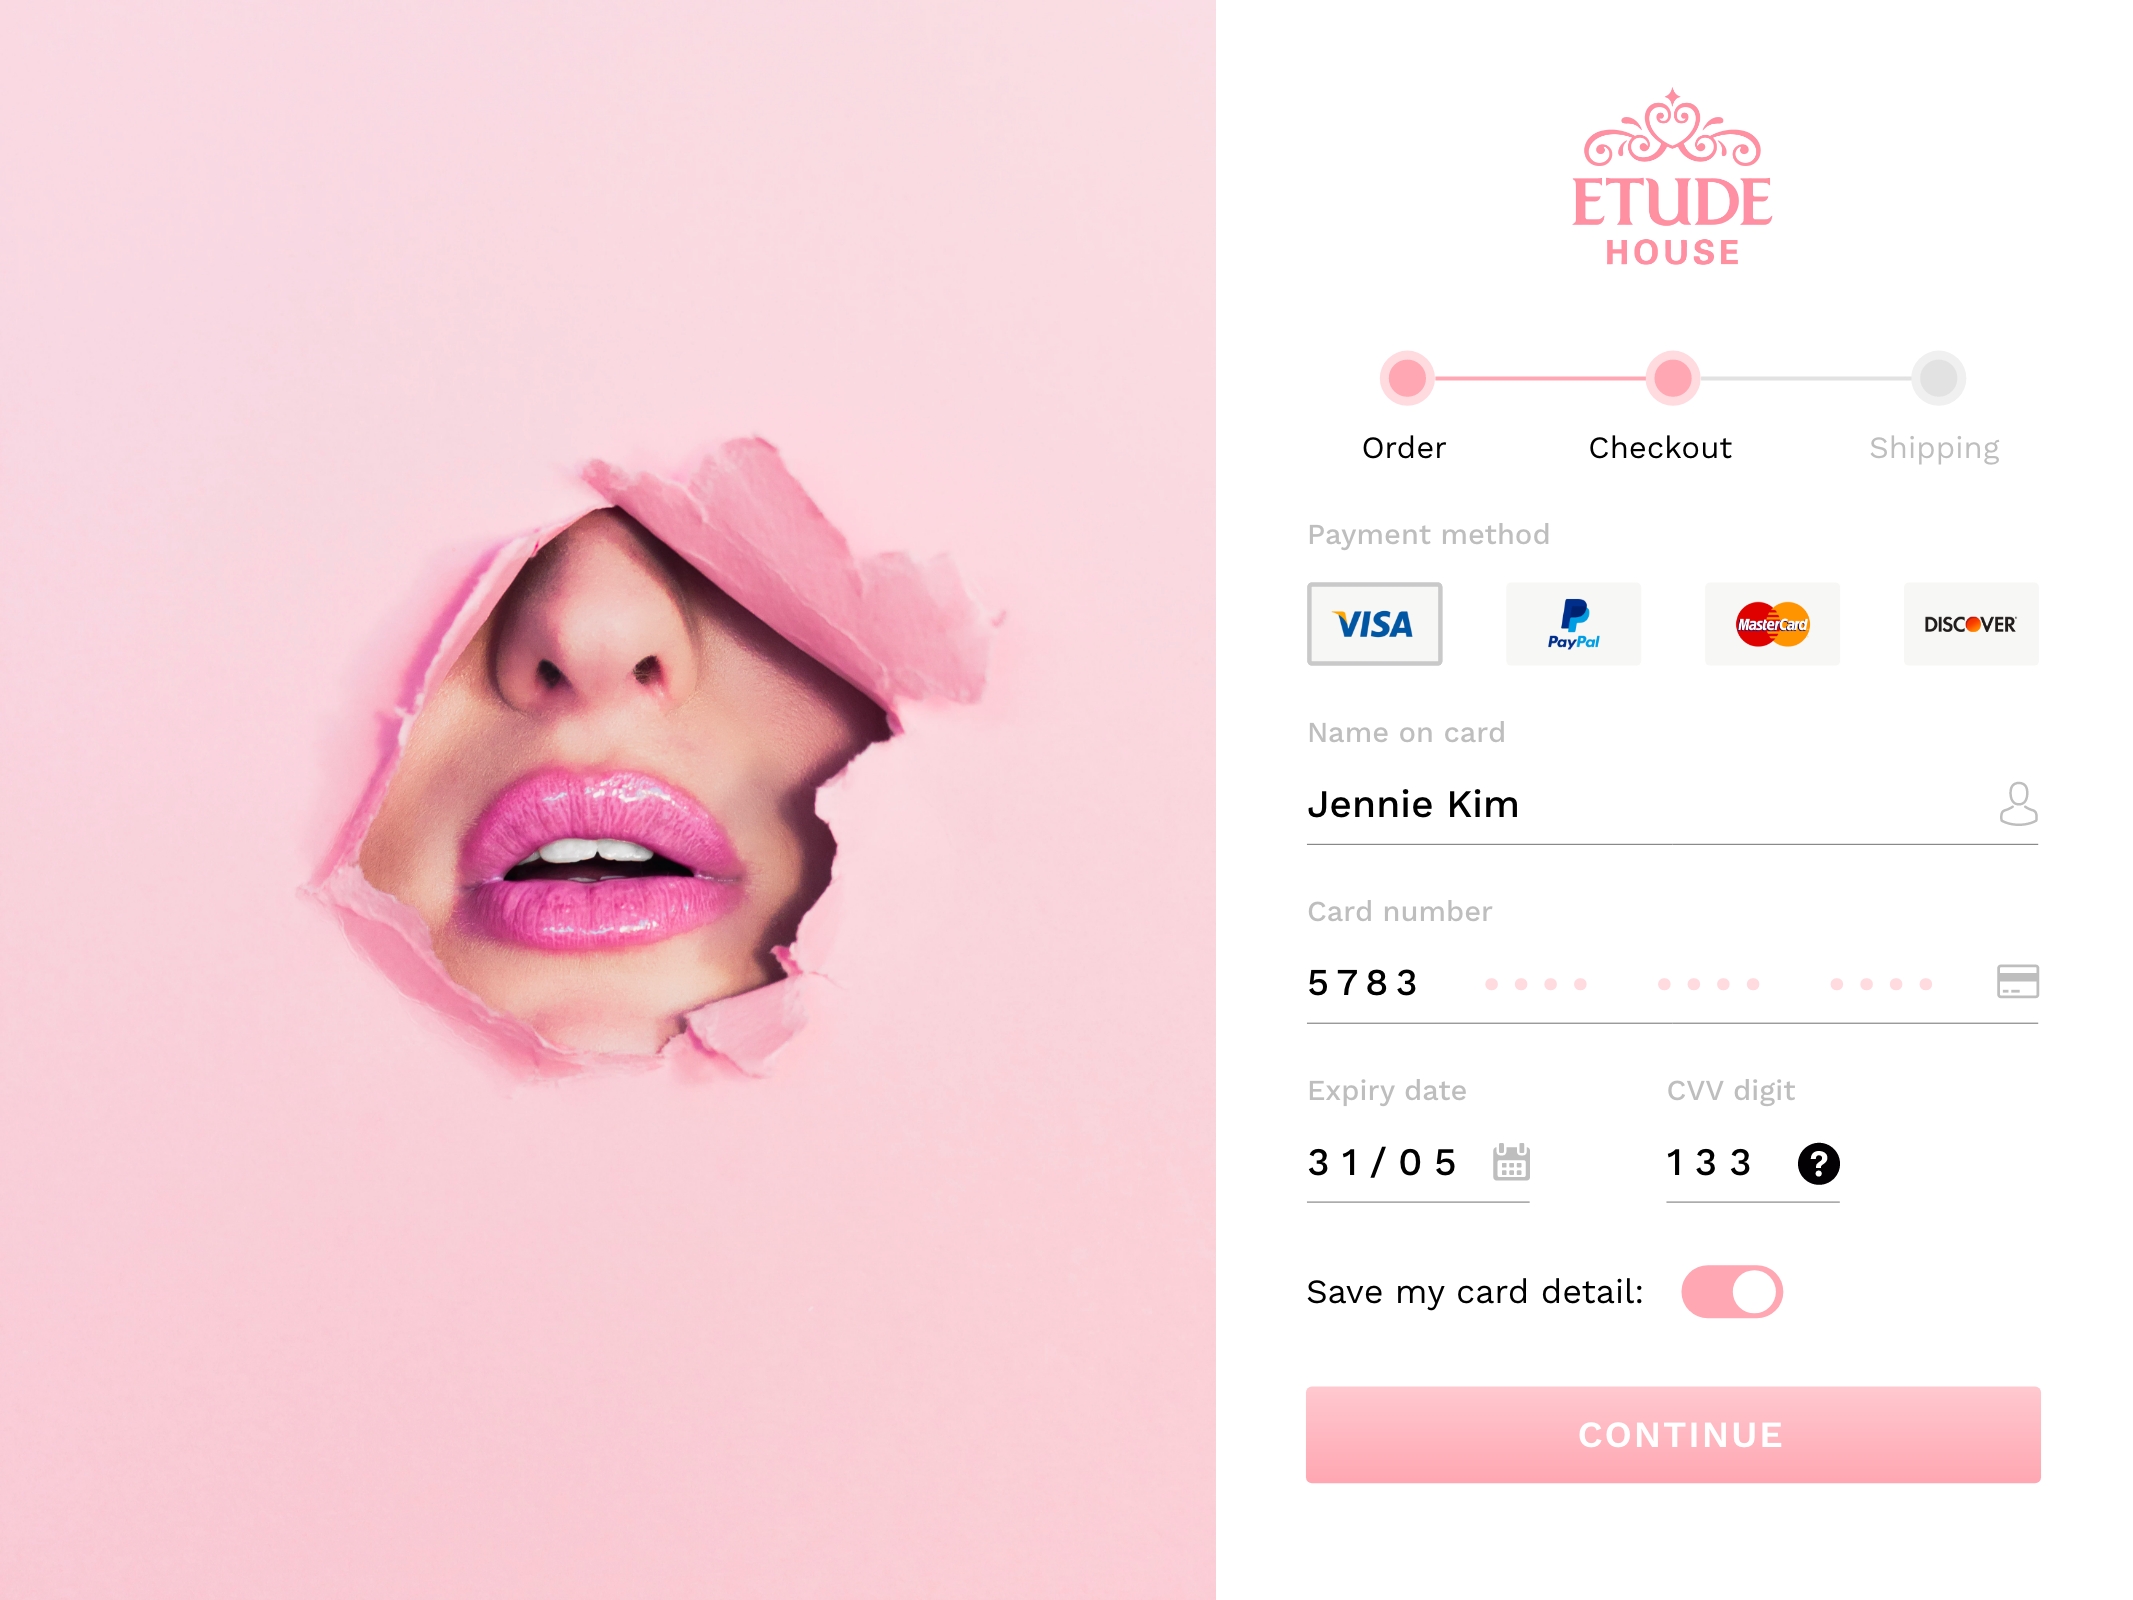 ETUDE
HOUSE
Order Checkout Shipping
Payment method
VISA PayPal MasterCard DISCOVER
Name on card
Jennie Kim
Card number
5783
Expiry date CVV digit
31/05 133 ?
Save my card detail:
CONTINUE